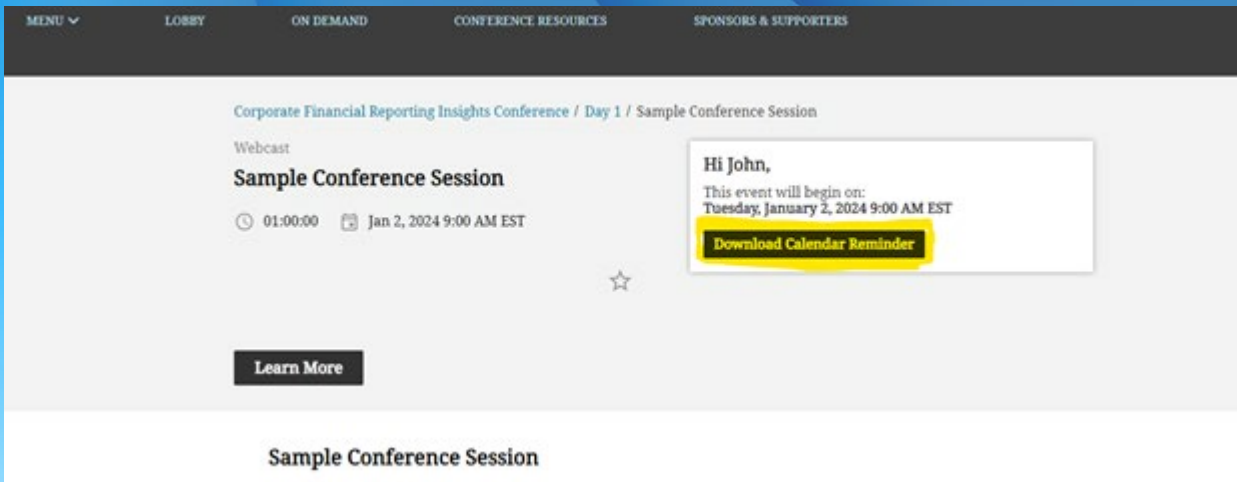 MENU LOBBY ON DEMAND CONFERENCE RESOURCES SPONSORS & SUPPORTERS
Corporate Financial Reporting Insights Conference / Day 1 / Sample Conference Session
Webcast
Sample Conference Session
01:00:00 Jan 2, 2024 9:00 AM EST
Hi John,
This event will begin on:
Tuesday, January 2, 2024 9:00 AM EST
Download Calendar Reminder
Learn More
Sample Conference Session